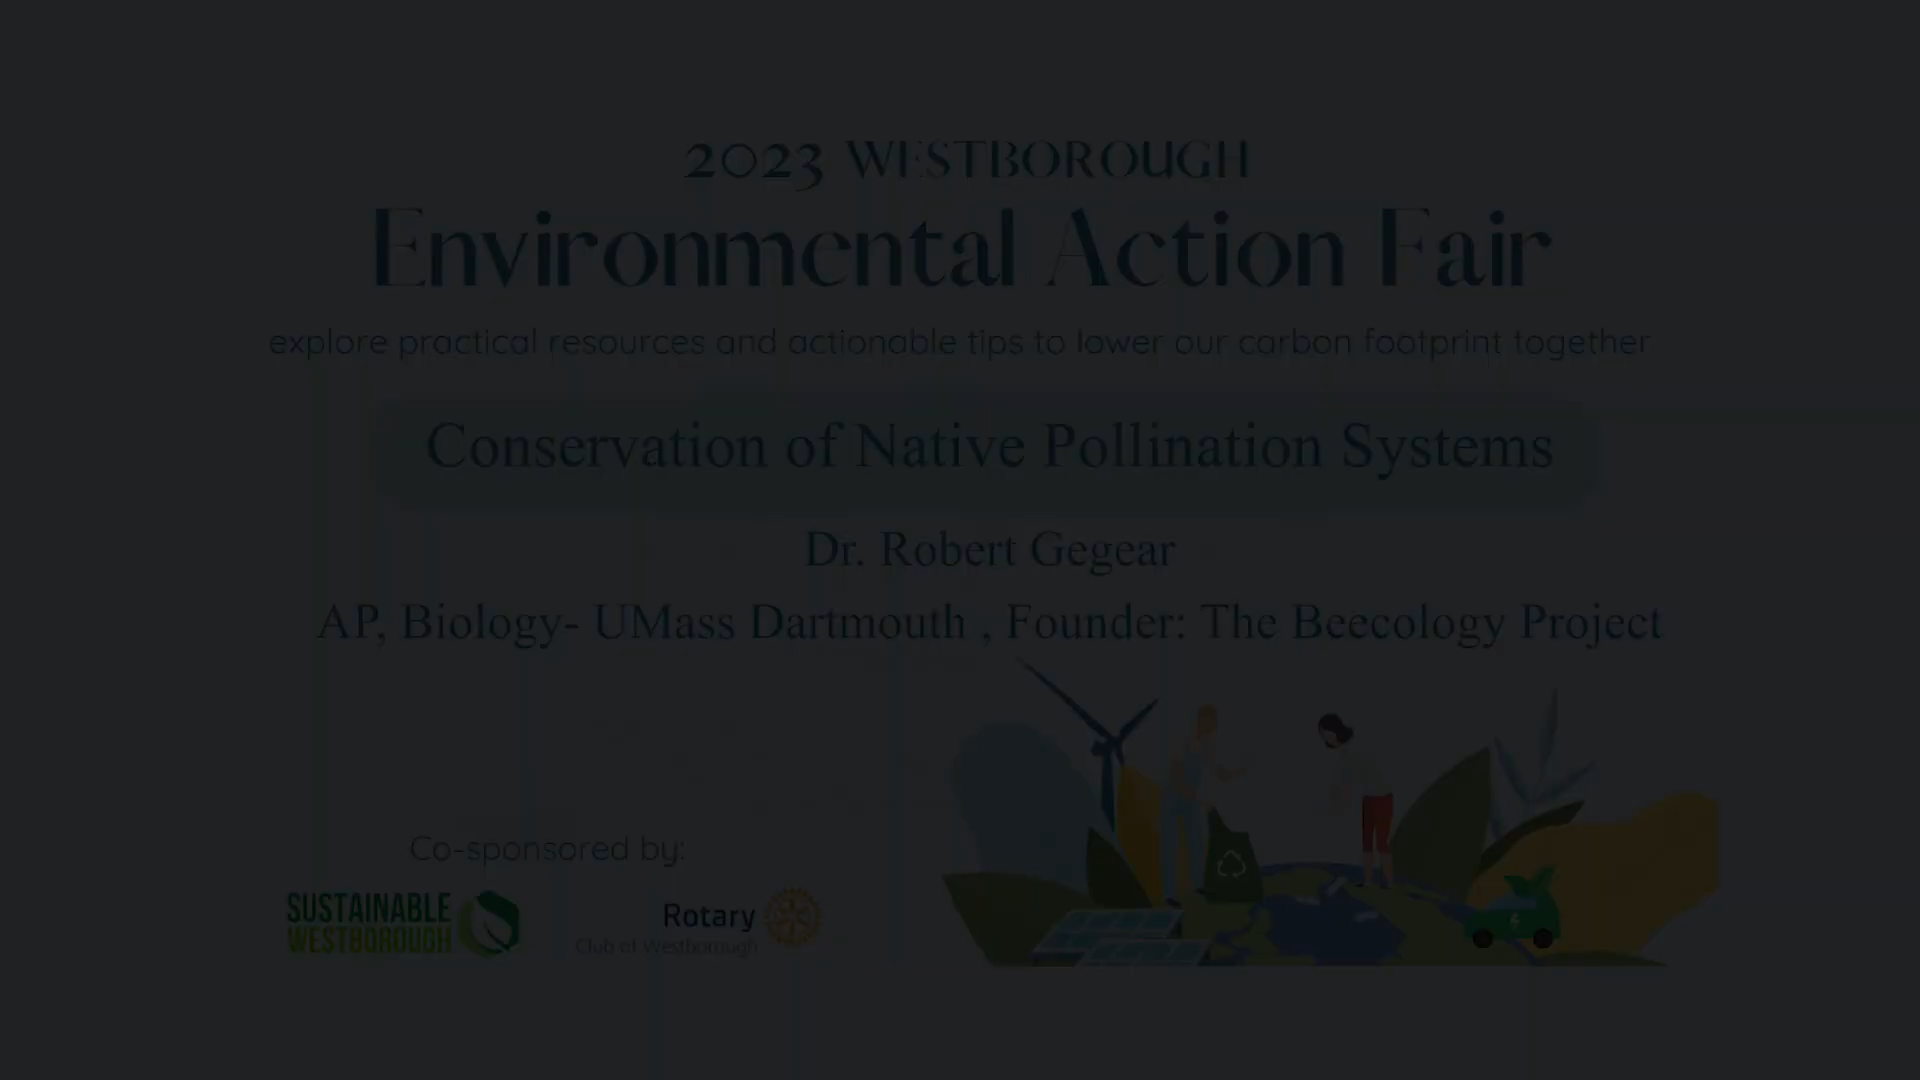 2023 WESTBOROUGH
Environmental Action Fair
explore practical resources and actionable tips to lower our carbon footprint together
Conservation of Native Pollination Systems
Dr. Robert Gegear
AP, Biology- UMass Dartmouth , Founder: The Beecology Project
Co-sponsored by:
SUSTAINABLE
WESTBOROUGH
Rotary
Club of Westborough